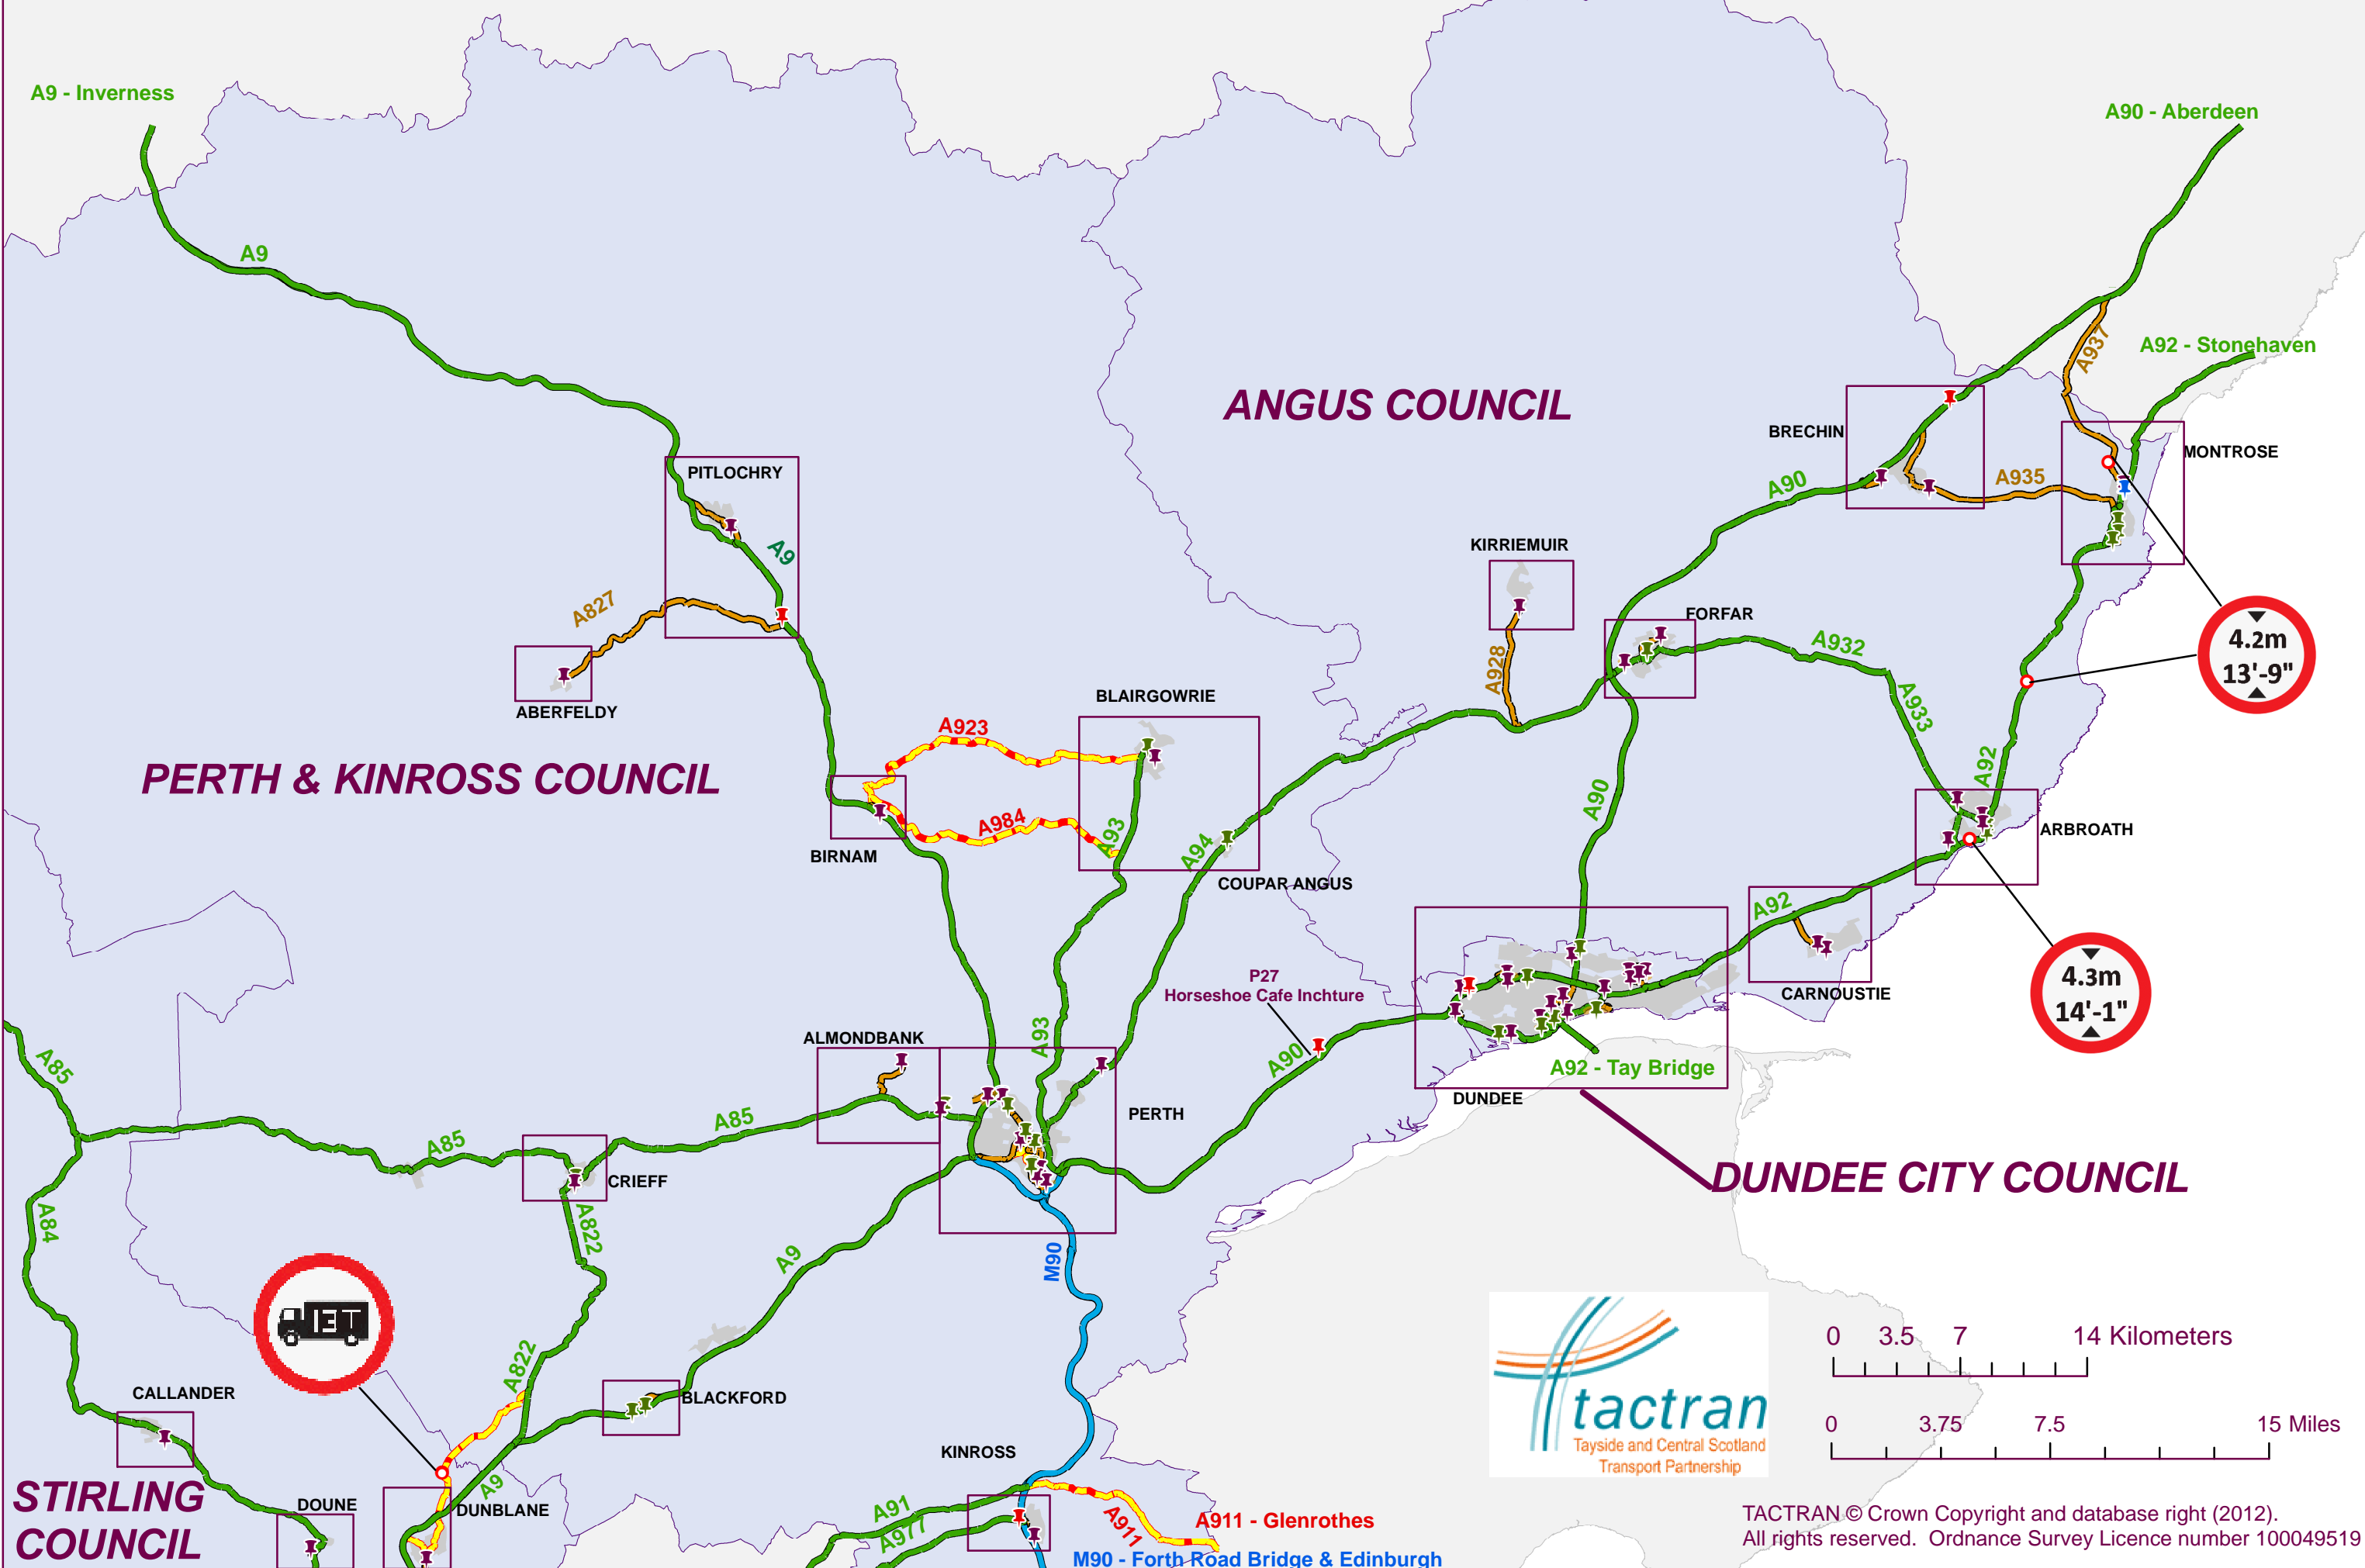 A9 - Inverness
A90 - Aberdeen
A9
A937
A92 - Stonehaven
ANGUS COUNCIL
BRECHIN
MONTROSE
PITLOCHRY
A90
A935
A9
KIRRIEMUIR
A827
FORFAR
A932
4.2m
13'-9"
A928
ABERFELDY
BLAIRGOWRIE
A933
A923
PERTH & KINROSS COUNCIL
A92
A90
A984
A93
A94
BIRNAM
ARBROATH
COUPAR ANGUS
A92
P27
Horseshoe Cafe Inchture
CARNOUSTIE
4.3m
14'-1"
ALMONDBANK
A93
A90
A92 - Tay Bridge
A85
DUNDEE
PERTH
A85
A85
CRIEFF
DUNDEE CITY COUNCIL
A84
A822
A9
M90
0 3.5 7 14 Kilometers
A822
CALLANDER
BLACKFORD
tactran
Tayside and Central Scotland
Transport Partnership
0 3.75 7.5 15 Miles
KINROSS
STIRLING
COUNCIL
DOUNE
A9
DUNBLANE
A91
A977
A911
A911 - Glenrothes
M90 - Forth Road Bridge & Edinburgh
TACTRAN © Crown Copyright and database right (2012).
All rights reserved. Ordnance Survey Licence number 100049519